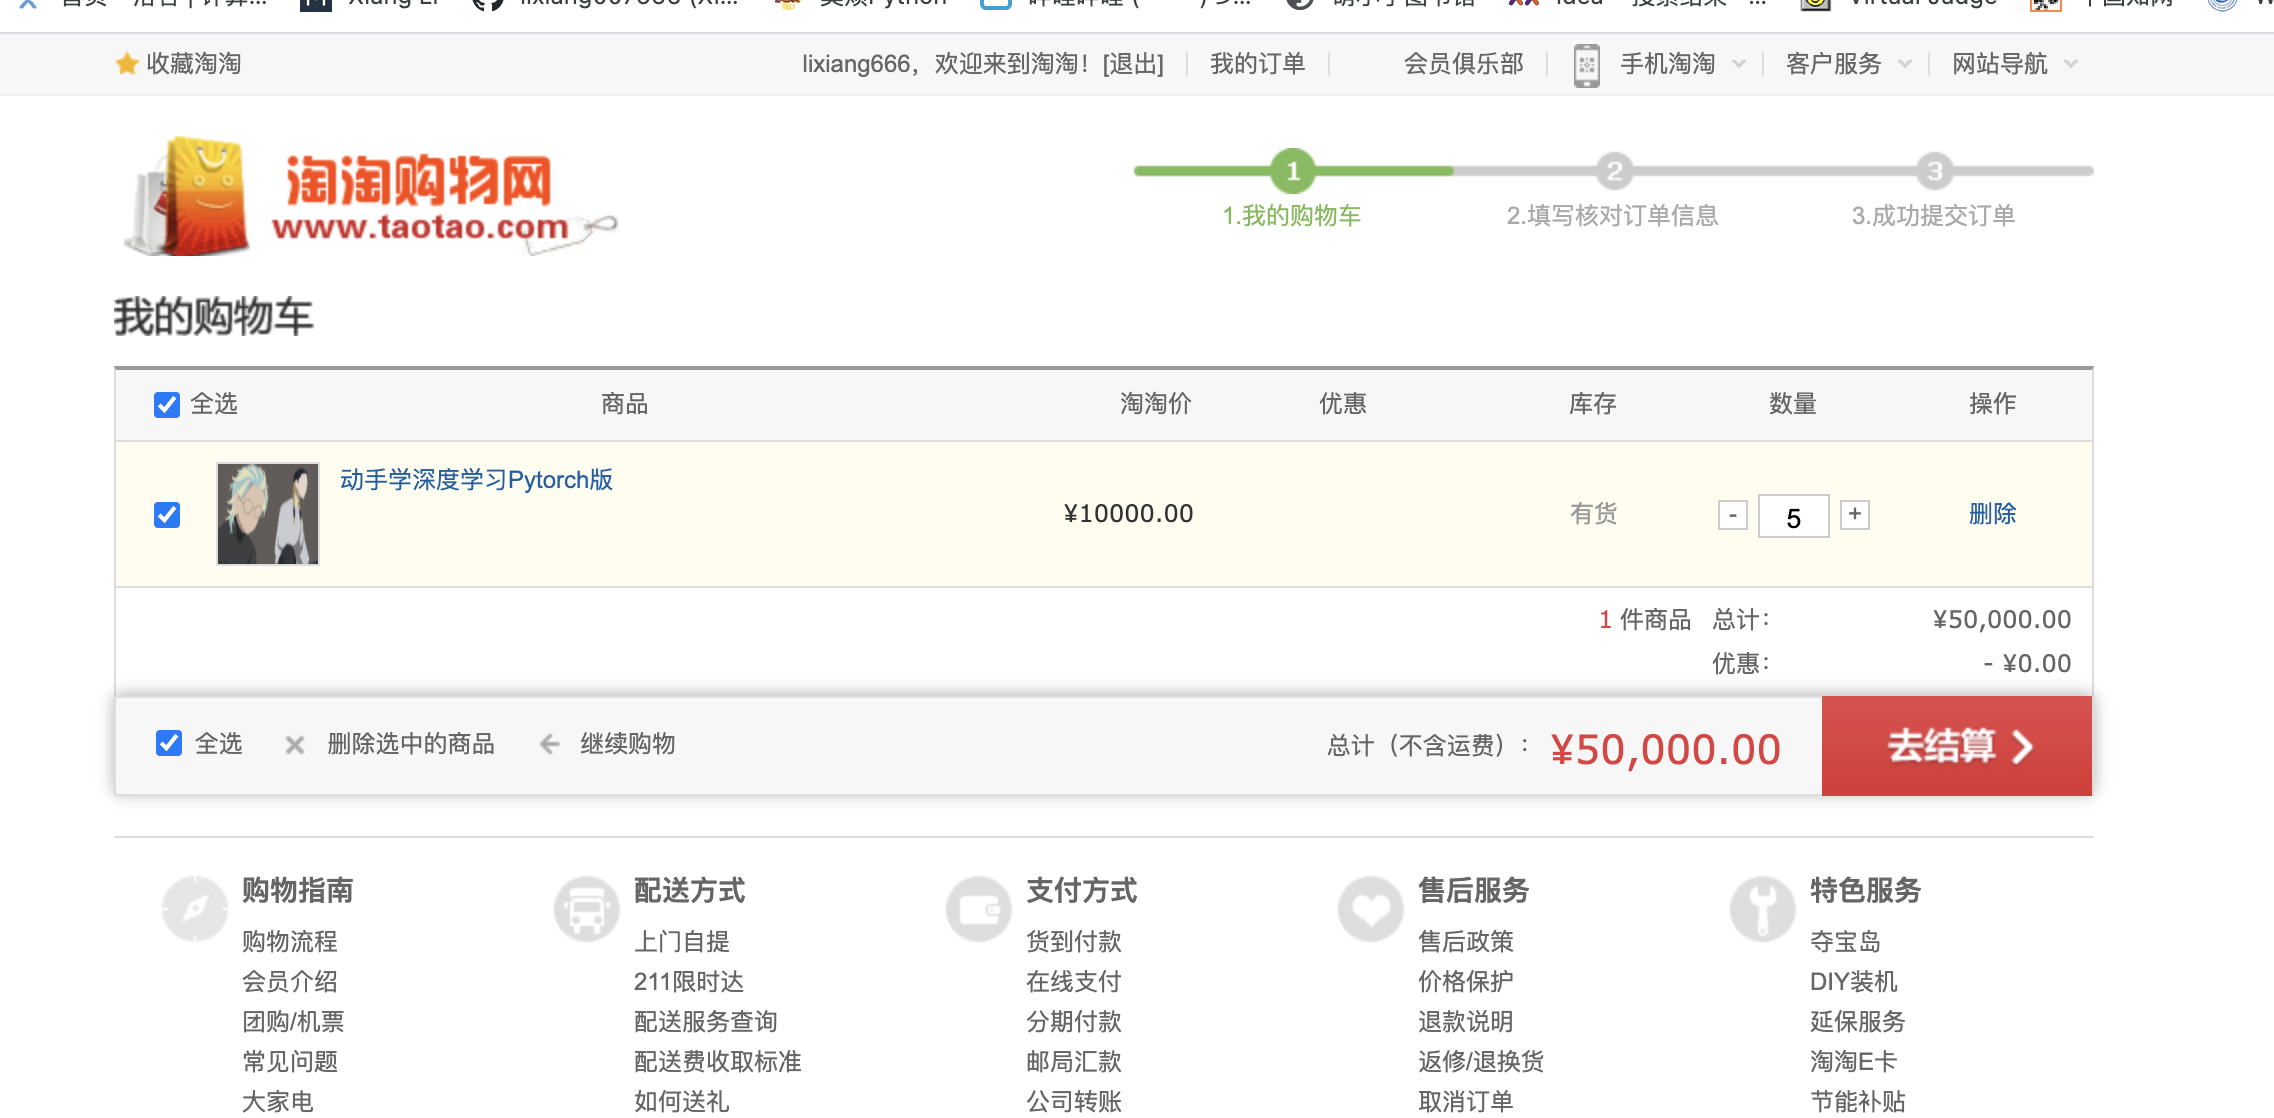 收藏淘淘
lixiang666，欢迎来到淘淘！[退出] 我的订单 会员俱乐部 手机淘淘 客户服务 网站导航
淘淘购物网
www.taotao.com
1 2 3
1.我的购物车 2.填写核对订单信息 3.成功提交订单
我的购物车
全选 商品 淘淘价 优惠 库存 数量 操作
动手学深度学习Pytorch版
¥10000.00 有货 - 5 + 删除
1 件商品 总计： ¥50,000.00
优惠： - ¥0.00
全选 删除选中的商品 继续购物 总计（不含运费）： ¥50,000.00 去结算
购物指南 配送方式 支付方式 售后服务 特色服务
购物流程 上门自提 货到付款 售后政策 夺宝岛
会员介绍 211限时达 在线支付 价格保护 DIY装机
团购/机票 配送服务查询 分期付款 退款说明 延保服务
常见问题 配送费收取标准 邮局汇款 返修/退换货 淘淘E卡
大家电 如何送礼 公司转账 取消订单 节能补贴